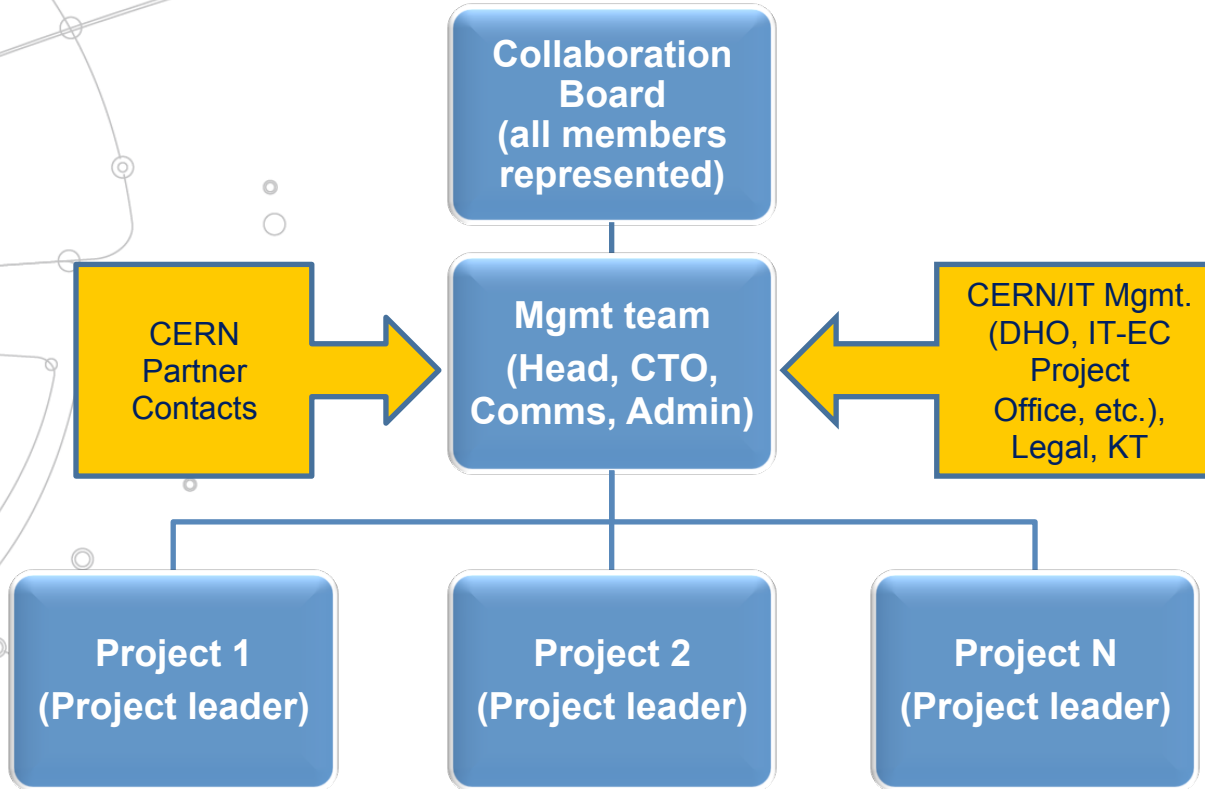 Collaboration
Board
(all members
represented)
CERN
Partner
Contacts
Mgmt team
(Head, CTO,
Comms, Admin)
CERN/IT Mgmt.
(DHO, IT-EC
Project
Office, etc.),
Legal, KT
Project 1
(Project leader)
Project 2
(Project leader)
Project N
(Project leader)